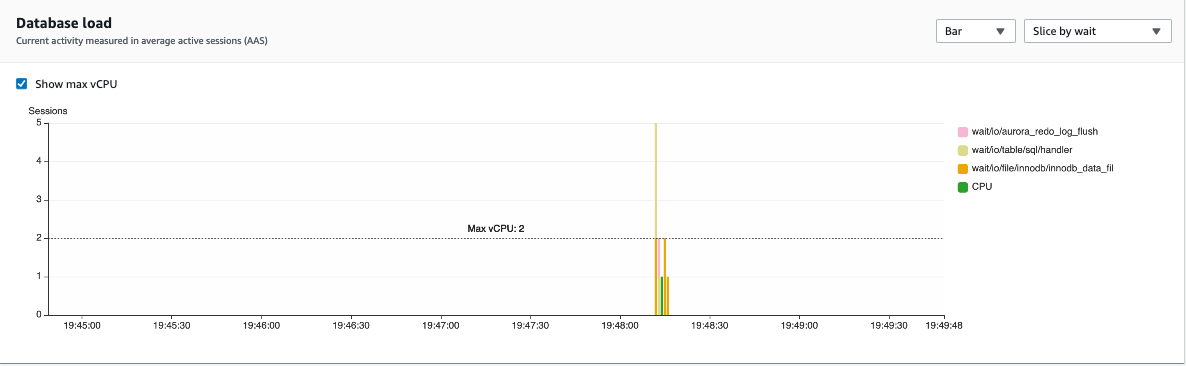 Database load
Current activity measured in average active sessions (AAS)
Bar
Slice by wait
Show max vCPU
Sessions
5
4
3
2
1
0
Max vCPU: 2
19:45:00 19:45:30 19:46:00 19:46:30 19:47:00 19:47:30 19:48:00 19:48:30 19:49:00 19:49:30 19:49:48
wait/io/aurora_redo_log_flush
wait/io/table/sql/handler
wait/io/file/innodb/innodb_data_fil
CPU